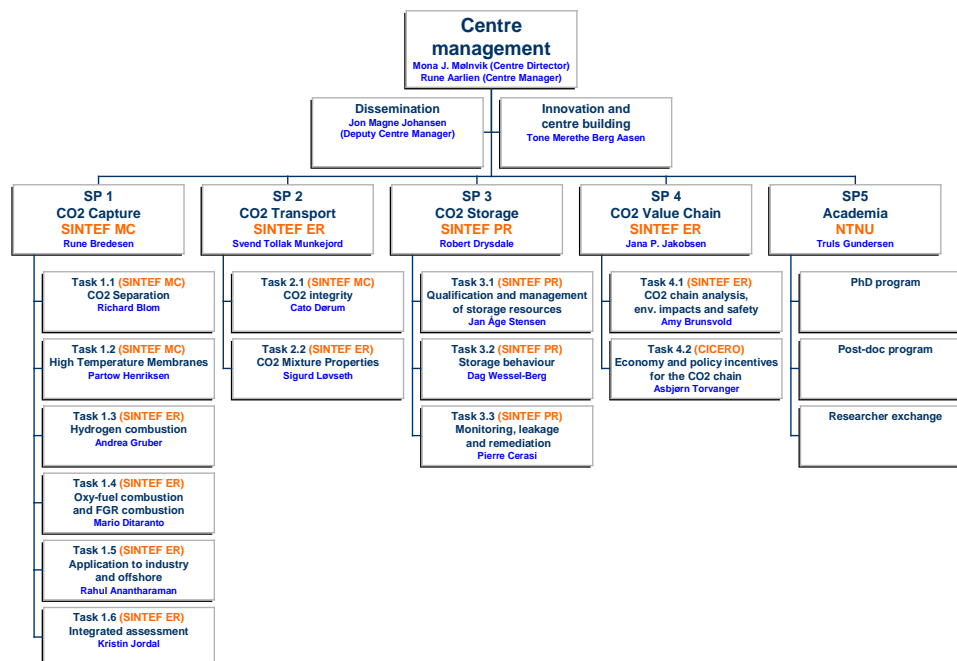 Centre
management
Mona J. Mølnvik (Centre Dirtector)
Rune Aarlien (Centre Manager)
Dissemination
Jon Magne Johansen
(Deputy Centre Manager)
Innovation and
centre building
Tone Merethe Berg Aasen
SP 1
CO2 Capture
SINTEF MC
Rune Bredesen
SP 2
CO2 Transport
SINTEF ER
Svend Tollak Munkejord
SP 3
CO2 Storage
SINTEF PR
Robert Drysdale
SP 4
CO2 Value Chain
SINTEF ER
Jana P. Jakobsen
SP5
Academia
NTNU
Truls Gundersen
Task 1.1 (SINTEF MC)
CO2 Separation
Richard Blom
Task 1.2 (SINTEF MC)
High Temperature Membranes
Partow Henriksen
Task 1.3 (SINTEF ER)
Hydrogen combustion
Andrea Gruber
Task 1.4 (SINTEF ER)
Oxy-fuel combustion
and FGR combustion
Mario Ditaranto
Task 1.5 (SINTEF ER)
Application to industry
and offshore
Rahul Anantharaman
Task 1.6 (SINTEF ER)
Integrated assessment
Kristin Jordal
Task 2.1 (SINTEF MC)
CO2 integrity
Cato Dørum
Task 2.2 (SINTEF ER)
CO2 Mixture Properties
Sigurd Løvseth
Task 3.1 (SINTEF PR)
Qualification and management
of storage resources
Jan Åge Stensen
Task 3.2 (SINTEF PR)
Storage behaviour
Dag Wessel-Berg
Task 3.3 (SINTEF PR)
Monitoring, leakage
and remediation
Pierre Cerasi
Task 4.1 (SINTEF ER)
CO2 chain analysis,
env. impacts and safety
Amy Brunsvold
Task 4.2 (CICERO)
Economy and policy incentives
for the CO2 chain
Asbjørn Torvanger
PhD program
Post-doc program
Researcher exchange